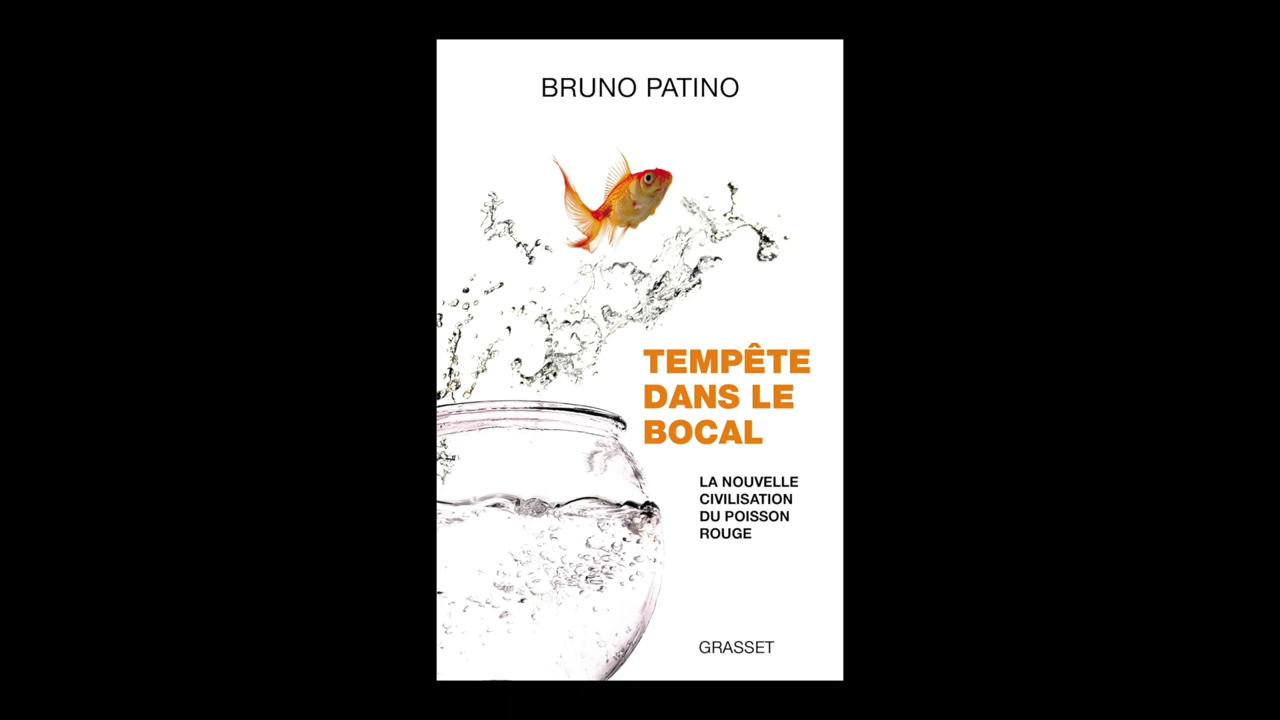 BRUNO PATINO
TEMPÊTE
DANS LE
BOCAL
LA NOUVELLE
CIVILISATION
DU POISSON
ROUGE
GRASSET